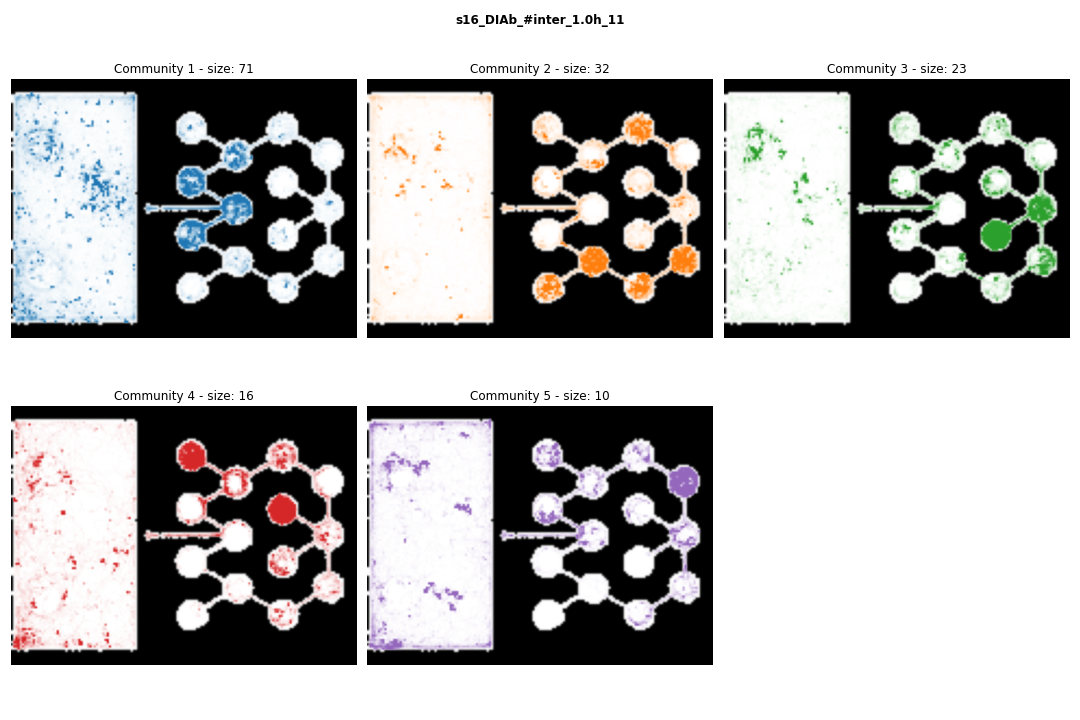 s16_DIAb_#inter_1.0h_11
Community 1 - size: 71
Community 2 - size: 32
Community 3 - size: 23
Community 4 - size: 16
Community 5 - size: 10